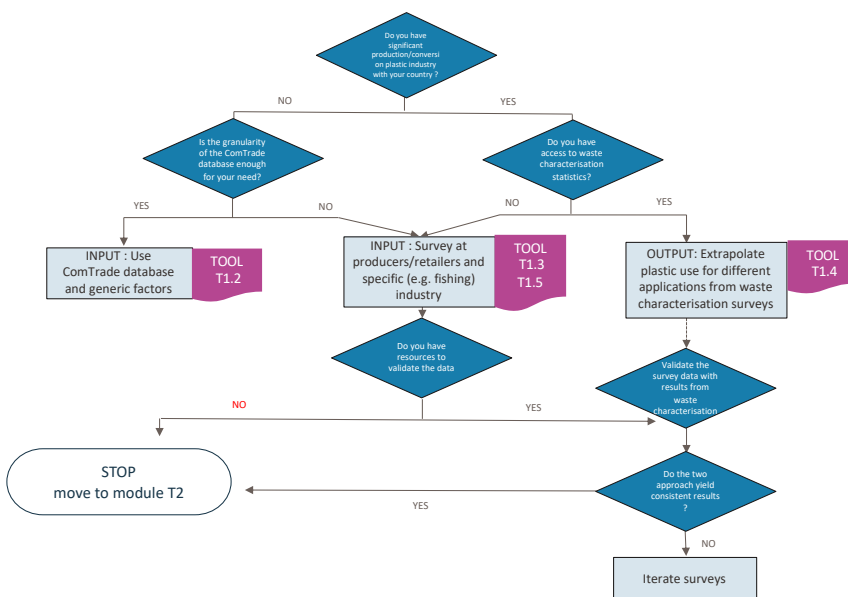 Do you have
significant
production/conversi
on plastic industry
with your country ?
NO
YES
Is the granularity
of the ComTrade
database enough
for your need?
Do you have
access to waste
characterisation
statistics?
YES
NO
NO
YES
INPUT : Use
ComTrade database
and generic factors
TOOL
T1.2
INPUT : Survey at
producers/retailers and
specific (e.g. fishing)
industry
TOOL
T1.3
T1.5
OUTPUT: Extrapolate
plastic use for different
applications from waste
characterisation surveys
TOOL
T1.4
Do you have
resources to
validate the data
Validate the
survey data with
results from
waste
characterisation
NO
YES
STOP
move to module T2
Do the two
approach yield
consistent results
?
YES
NO
Iterate surveys